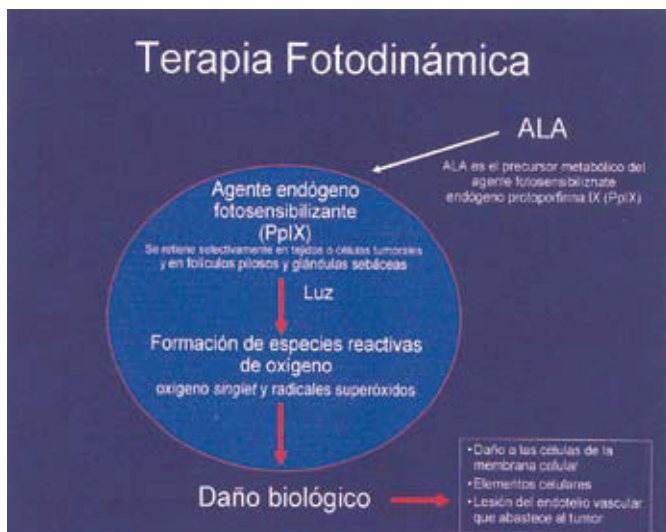 Terapia Fotodinámica
ALA
ALA es el precursor metabólico del
agente fotosensibiliznate
endógeno protoporfirina IX (PpIX)
Agente endógeno
fotosensibilizante
(PpIX)
Se retiene selectivamente en tejidos o células tumorales
y en folículos pilosos y glándulas sebáceas
Luz
Formación de especies reactivas
de oxígeno
oxígeno singlet y radicales superóxidos
Daño biológico
•Daño a las células de la
membrana celular
•Elementos celulares
•Lesión del endotelio vascular
que abastece al tumor